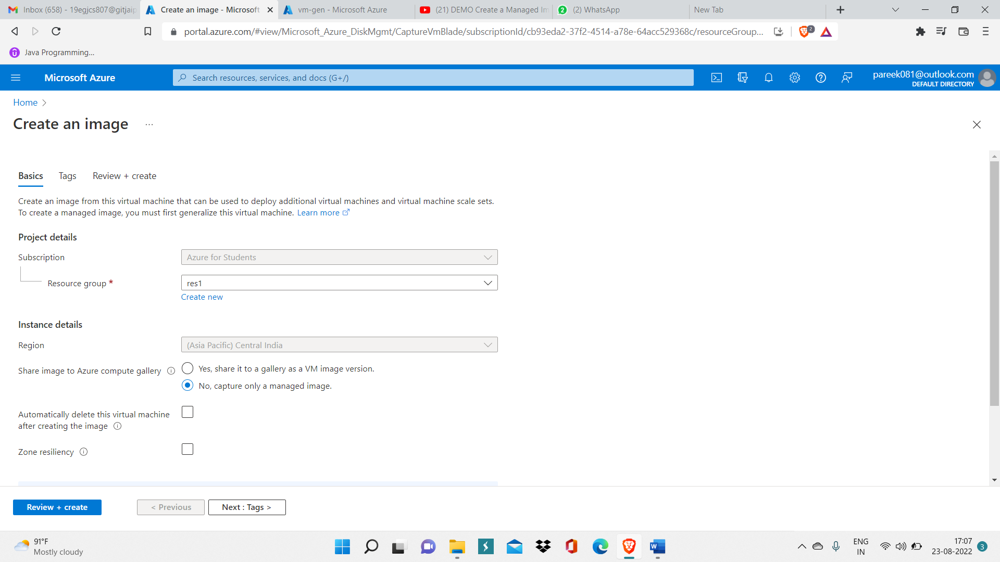 Inbox (658) - 19egjcs807@gitjaip
Create an image - Microsoft
vm-gen - Microsoft Azure
(21) DEMO Create a Managed Im
2
(2) WhatsApp
New Tab
portal.azure.com/#view/Microsoft_Azure_DiskMgmt/CaptureVmBlade/subscriptionId/cb93eda2-37f2-4514-a78e-64acc529368c/resourceGroup...
2
Java Programming...
Microsoft Azure
Search resources, services, and docs (G+/)
pareek081@outlook.com
DEFAULT DIRECTORY
Home >
Create an image ...
Basics
Tags
Review + create
Create an image from this virtual machine that can be used to deploy additional virtual machines and virtual machine scale sets.
To create a managed image, you must first generalize this virtual machine. Learn more
Project details
Subscription
Azure for Students
Resource group *
res1
Create new
Instance details
Region
(Asia Pacific) Central India
Share image to Azure compute gallery
Yes, share it to a gallery as a VM image version.
No, capture only a managed image.
Automatically delete this virtual machine
after creating the image
Zone resiliency
Review + create
< Previous
Next : Tags >
91°F
Mostly cloudy
ENG
IN
17:07
23-08-2022
3